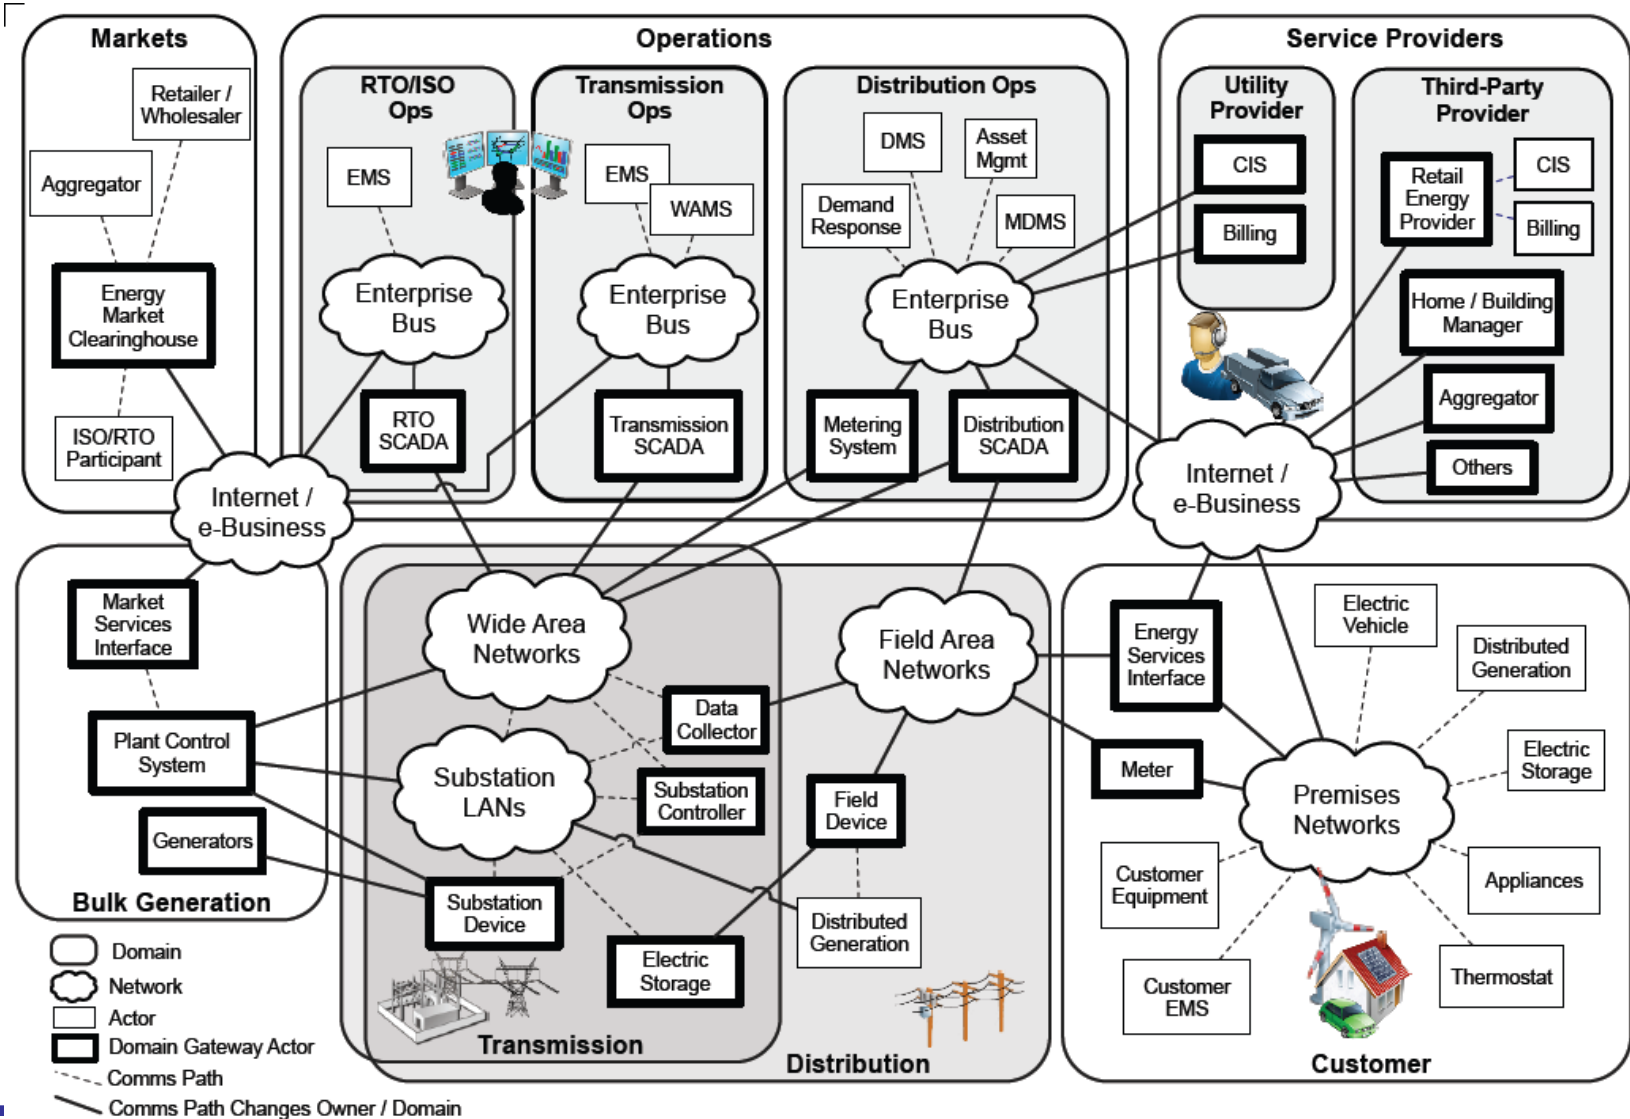 Markets
Retailer /
Wholesaler
Aggregator
Energy
Market
Clearinghouse
ISO/RTO
Participant
Operations
RTO/ISO
Ops
EMS
Enterprise
Bus
RTO
SCADA
Transmission
Ops
EMS
WAMS
Enterprise
Bus
Transmission
SCADA
Distribution Ops
DMS
Asset
Mgmt
Demand
Response
MDMS
Enterprise
Bus
Metering
System
Distribution
SCADA
Service Providers
Utility
Provider
CIS
Billing
Third-Party
Provider
Retail
Energy
Provider
CIS
Billing
Home / Building
Manager
Aggregator
Others
Internet /
e-Business
Internet /
e-Business
Market
Services
Interface
Plant Control
System
Generators
Bulk Generation
Wide Area
Networks
Data
Collector
Substation
LANs
Substation
Controller
Substation
Device
Electric
Storage
Transmission
Field Area
Networks
Field
Device
Distributed
Generation
Distribution
Energy
Services
Interface
Meter
Electric
Vehicle
Distributed
Generation
Electric
Storage
Premises
Networks
Customer
Equipment
Appliances
Customer
EMS
Thermostat
Customer
Domain
Network
Actor
Domain Gateway Actor
Comms Path
Comms Path Changes Owner / Domain